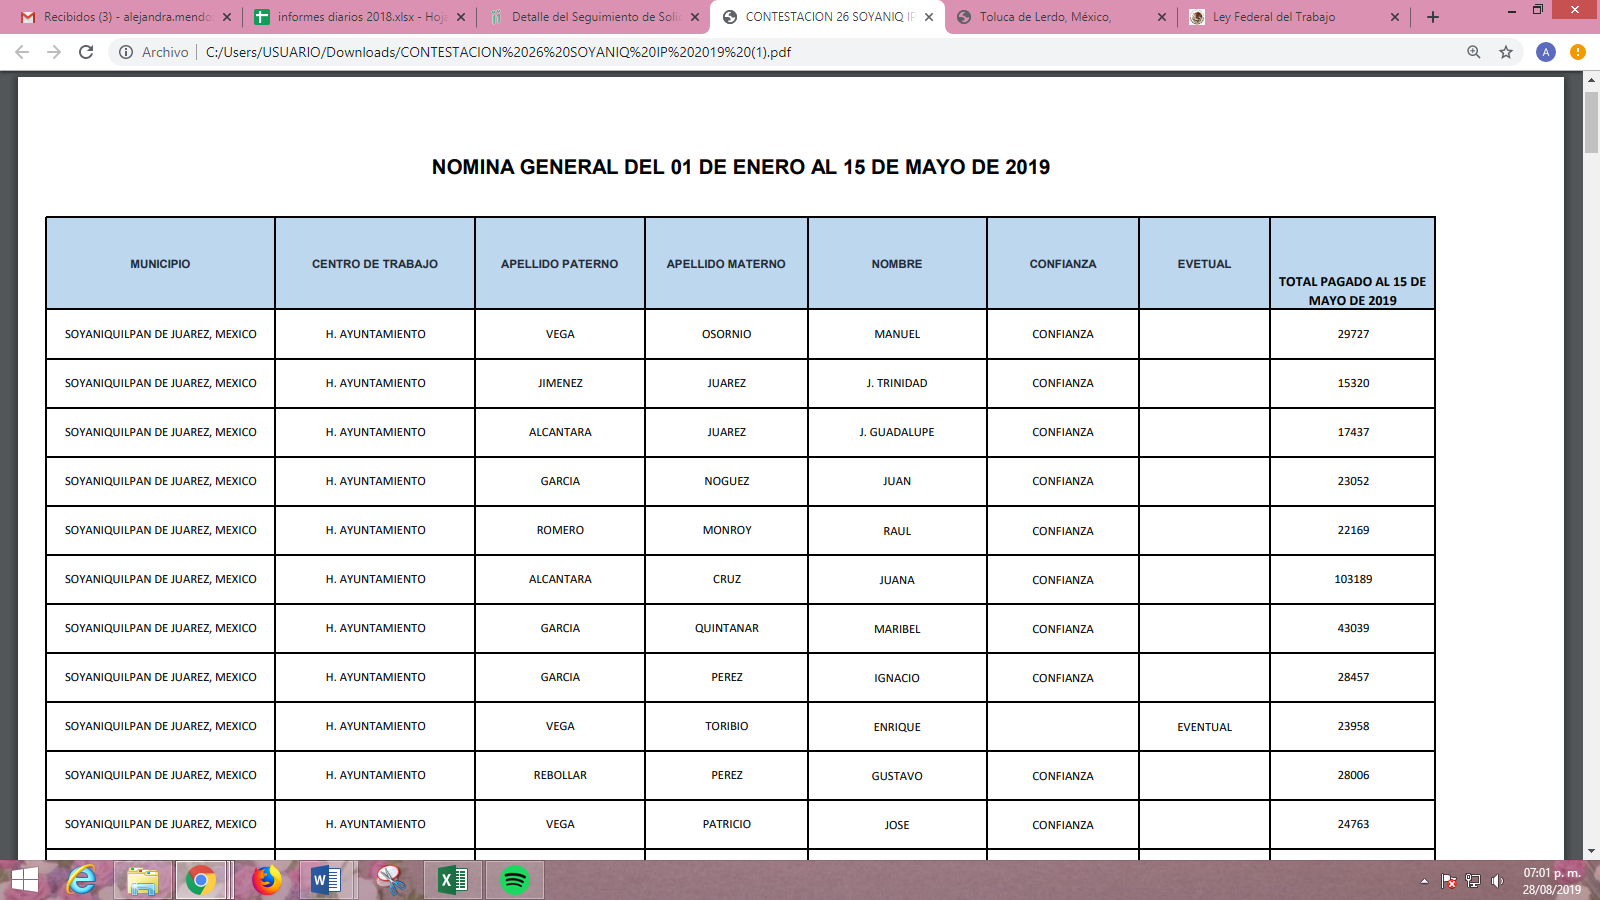 Recibidos (3) - alejandra.mendo
informes diarios 2018.xlsx - Hoja
Detalle del Seguimiento de Solic
CONTESTACION 26 SOYANIQ IP
Toluca de Lerdo, México,
Ley Federal del Trabajo
Archivo C:/Users/USUARIO/Downloads/CONTESTACION%2026%20SOYANIQ%20IP%202019%20(1).pdf
A
NOMINA GENERAL DEL 01 DE ENERO AL 15 DE MAYO DE 2019
MUNICIPIO CENTRO DE TRABAJO APELLIDO PATERNO APELLIDO MATERNO NOMBRE CONFIANZA EVETUAL TOTAL PAGADO AL 15 DE
MAYO DE 2019
SOYANIQUILPAN DE JUAREZ, MEXICO H. AYUNTAMIENTO VEGA OSORNIO MANUEL CONFIANZA 29727
SOYANIQUILPAN DE JUAREZ, MEXICO H. AYUNTAMIENTO JIMENEZ JUAREZ J. TRINIDAD CONFIANZA 15320
SOYANIQUILPAN DE JUAREZ, MEXICO H. AYUNTAMIENTO ALCANTARA JUAREZ J. GUADALUPE CONFIANZA 17437
SOYANIQUILPAN DE JUAREZ, MEXICO H. AYUNTAMIENTO GARCIA NOGUEZ JUAN CONFIANZA 23052
SOYANIQUILPAN DE JUAREZ, MEXICO H. AYUNTAMIENTO ROMERO MONROY RAUL CONFIANZA 22169
SOYANIQUILPAN DE JUAREZ, MEXICO H. AYUNTAMIENTO ALCANTARA CRUZ JUANA CONFIANZA 103189
SOYANIQUILPAN DE JUAREZ, MEXICO H. AYUNTAMIENTO GARCIA QUINTANAR MARIBEL CONFIANZA 43039
SOYANIQUILPAN DE JUAREZ, MEXICO H. AYUNTAMIENTO GARCIA PEREZ IGNACIO CONFIANZA 28457
SOYANIQUILPAN DE JUAREZ, MEXICO H. AYUNTAMIENTO VEGA TORIBIO ENRIQUE EVENTUAL 23958
SOYANIQUILPAN DE JUAREZ, MEXICO H. AYUNTAMIENTO REBOLLAR PEREZ GUSTAVO CONFIANZA 28006
SOYANIQUILPAN DE JUAREZ, MEXICO H. AYUNTAMIENTO VEGA PATRICIO JOSE CONFIANZA 24763
07:01 p. m.
28/08/2019